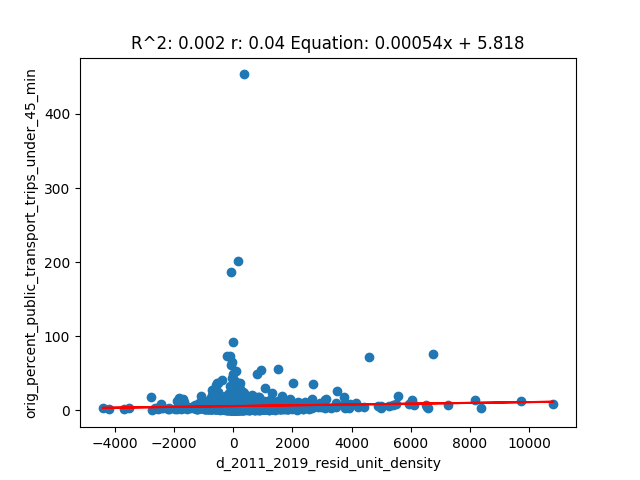 R^2: 0.002 r: 0.04 Equation: 0.00054x + 5.818
orig_percent_public_transport_trips_under_45_min
400
300
200
100
0
−4000 −2000 0 2000 4000 6000 8000 10000
d_2011_2019_resid_unit_density